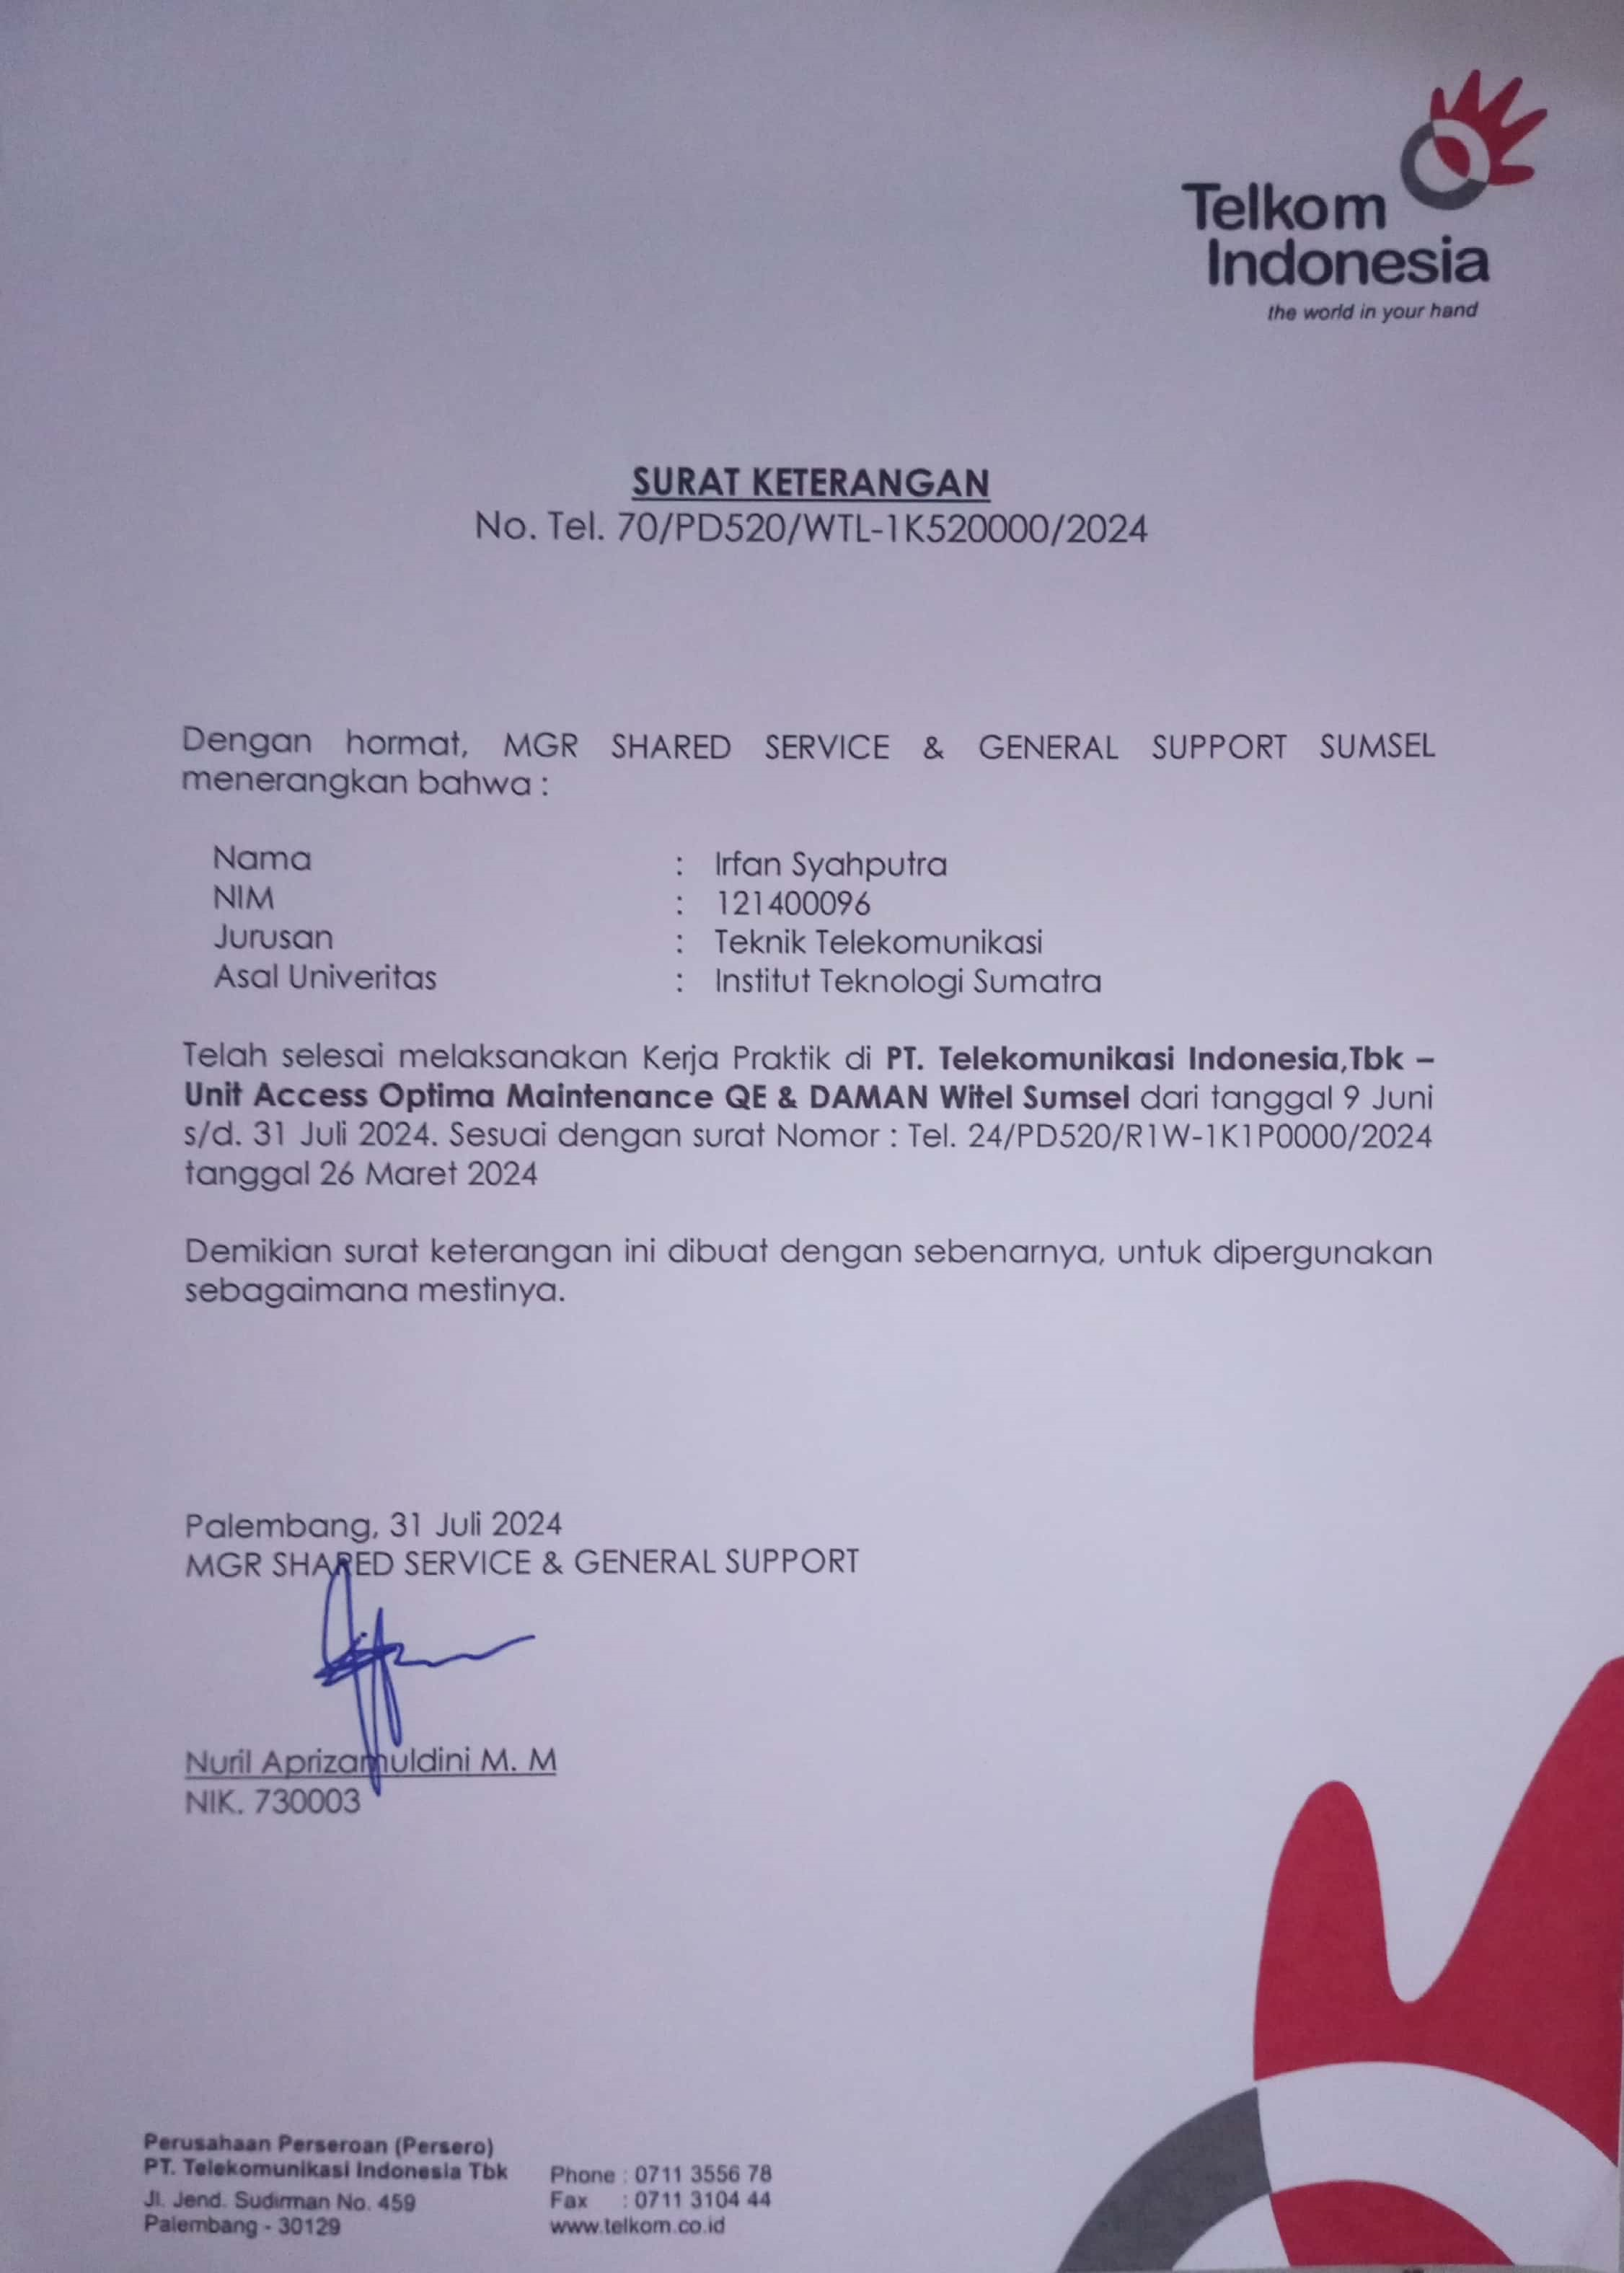 Telkom
Indonesia
the world in your hand
SURAT KETERANGAN
No. Tel. 70/PD520/WTL-1K520000/2024
Dengan hormat, MGR SHARED SERVICE & GENERAL SUPPORT SUMSEL
menerangkan bahwa :
Nama : Irfan Syahputra
NIM : 121400096
Jurusan : Teknik Telekomunikasi
Asal Univeritas : Institut Teknologi Sumatra
Telah selesai melaksanakan Kerja Praktik di PT. Telekomunikasi Indonesia,Tbk –
Unit Access Optima Maintenance QE & DAMAN Witel Sumsel dari tanggal 9 Juni
s/d. 31 Juli 2024. Sesuai dengan surat Nomor : Tel. 24/PD520/R1W-1K1P0000/2024
tanggal 26 Maret 2024
Demikian surat keterangan ini dibuat dengan sebenarnya, untuk dipergunakan
sebagaimana mestinya.
Palembang, 31 Juli 2024
MGR SHARED SERVICE & GENERAL SUPPORT
Nuril Aprizamuldini M. M
NIK. 730003
Perusahaan Perseroan (Persero)
PT. Telekomunikasi Indonesia Tbk
Jl. Jend. Sudirman No. 459
Palembang - 30129
Phone : 0711 3556 78
Fax : 0711 3104 44
www.telkom.co.id